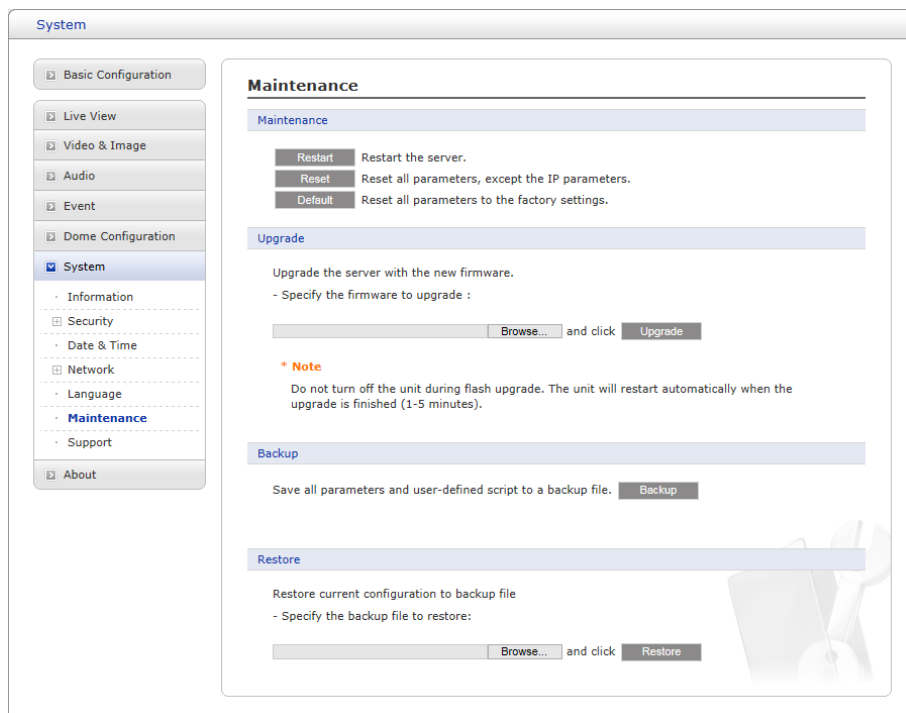 System
Basic Configuration
Live View
Video & Image
Audio
Event
Dome Configuration
System
· Information
Security
· Date & Time
Network
· Language
· Maintenance
· Support
About
Maintenance
Maintenance
Restart Restart the server.
Reset Reset all parameters, except the IP parameters.
Default Reset all parameters to the factory settings.
Upgrade
Upgrade the server with the new firmware.
- Specify the firmware to upgrade :
Browse... and click Upgrade
* Note
Do not turn off the unit during flash upgrade. The unit will restart automatically when the
upgrade is finished (1-5 minutes).
Backup
Save all parameters and user-defined script to a backup file. Backup
Restore
Restore current configuration to backup file
- Specify the backup file to restore:
Browse... and click Restore